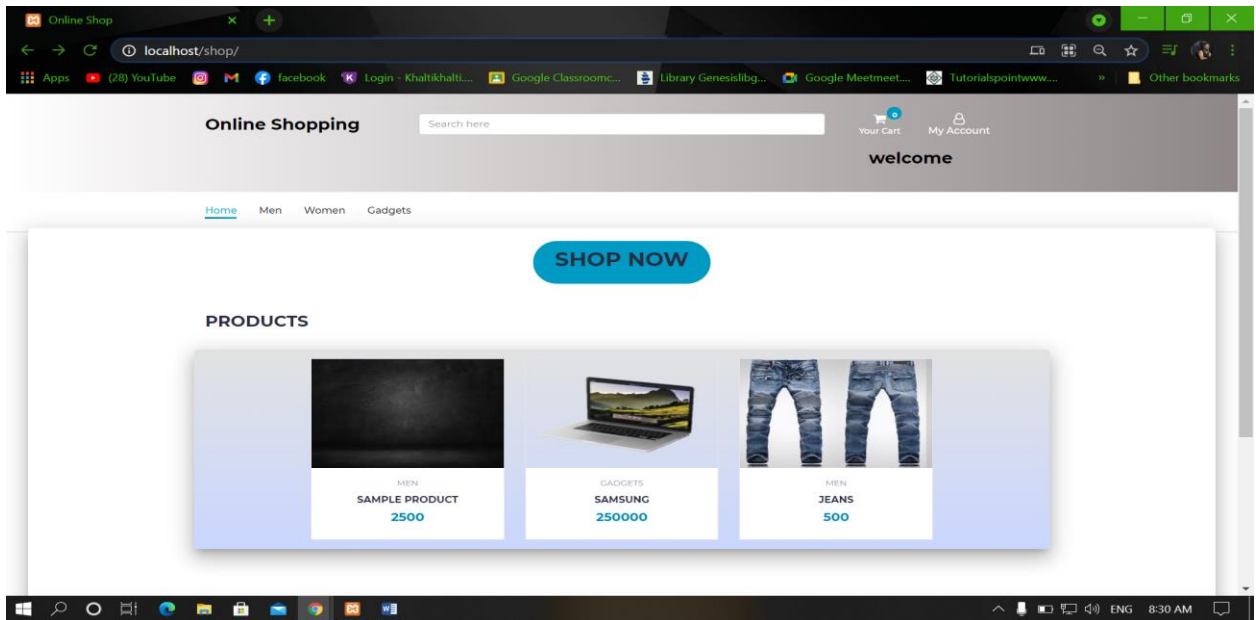 Online Shop
localhost/shop/
Apps (28) YouTube facebook Login - Khaltikhalti.... Google Classroomc... Library Genesislibg... Google Meetmeet.... Tutorialspointwww.... » Other bookmarks
Online Shopping Search here 0 Your Cart My Account
welcome
Home Men Women Gadgets
SHOP NOW
PRODUCTS
MEN GADGETS MEN
SAMPLE PRODUCT SAMSUNG JEANS
2500 250000 500
ENG 8:30 AM